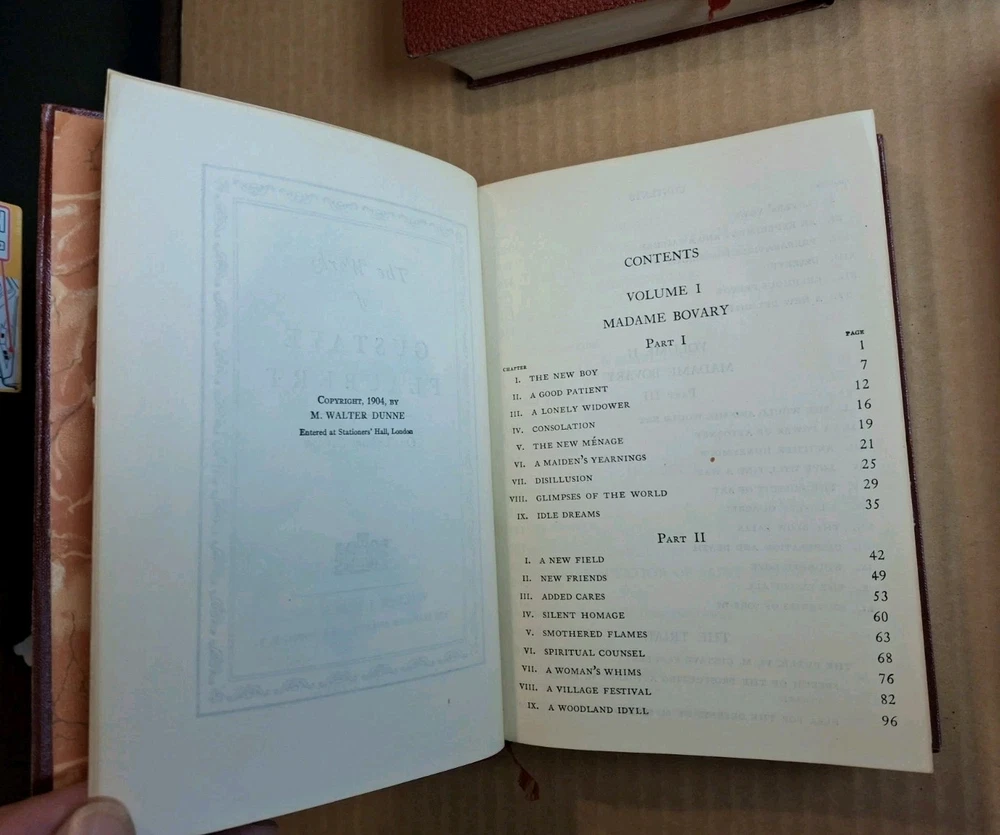 COPYRIGHT, 1904, BY
M. WALTER DUNNE
Entered at Stationers' Hall, London
CONTENTS
VOLUME I
MADAME BOVARY
PART I
CHAPTER PAGE
I. THE NEW BOY 1
II. A GOOD PATIENT 7
III. A LONELY WIDOWER 12
IV. CONSOLATION 16
V. THE NEW MÉNAGE 19
VI. A MAIDEN'S YEARNINGS 21
VII. DISILLUSION 25
VIII. GLIMPSES OF THE WORLD 29
IX. IDLE DREAMS 35
PART II
I. A NEW FIELD 42
II. NEW FRIENDS 49
III. ADDED CARES 53
IV. SILENT HOMAGE 60
V. SMOTHERED FLAMES 63
VI. SPIRITUAL COUNSEL 68
VII. A WOMAN'S WHIMS 76
VIII. A VILLAGE FESTIVAL 82
IX. A WOODLAND IDYLL 96